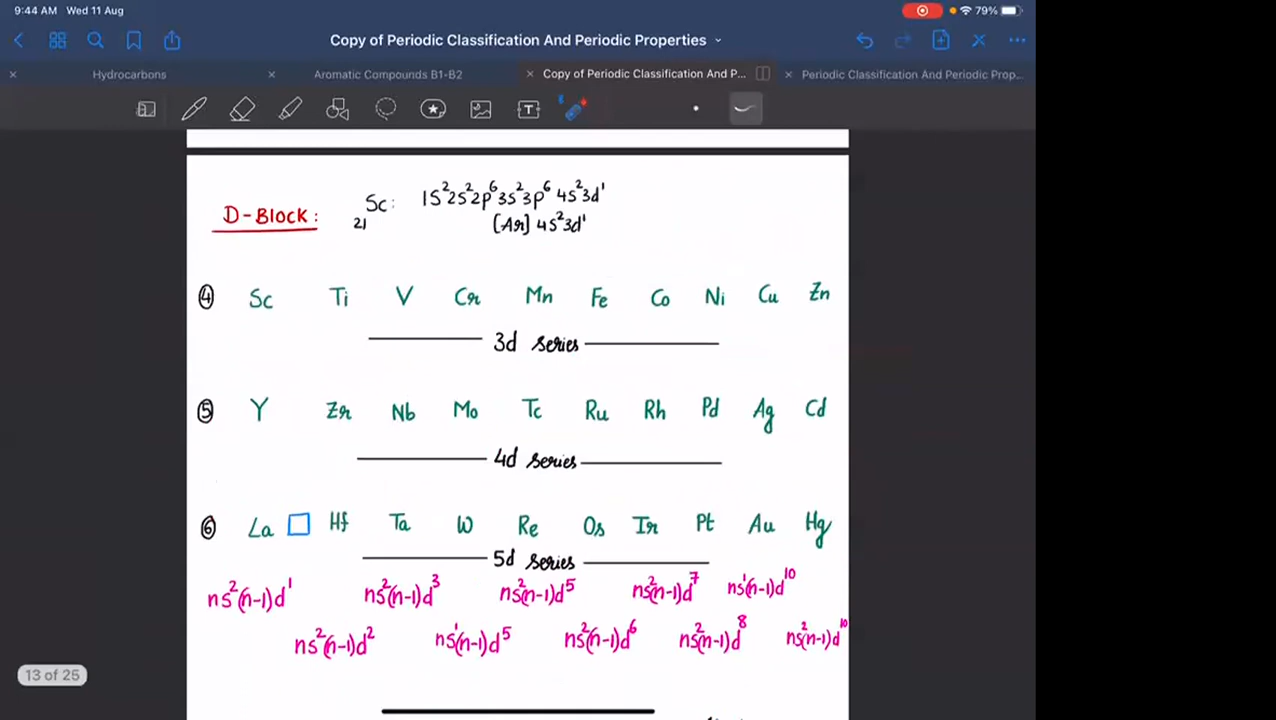 9:44 AM Wed 11 Aug 79%
Copy of Periodic Classification And Periodic Properties
Hydrocarbons Aromatic Compounds B1-B2 Copy of Periodic Classification And P... Periodic Classification And Periodic Prop...
D-BLOCK: ₂₁Sc: 1S²2s²2p⁶3s²3p⁶ 4s²3d¹
[Ar] 4s²3d¹
④ Sc Ti V Cr Mn Fe Co Ni Cu Zn
3d series
⑤ Y Zr Nb Mo Tc Ru Rh Pd Ag Cd
4d series
⑥ La Hf Ta W Re Os Ir Pt Au Hg
5d series
ns²(n-1)d¹ ns²(n-1)d³ ns²(n-1)d⁵ ns²(n-1)d⁷ ns¹(n-1)d¹⁰
ns²(n-1)d² ns¹(n-1)d⁵ ns²(n-1)d⁶ ns²(n-1)d⁸ ns²(n-1)d¹⁰
13 of 25